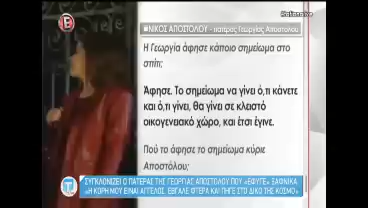 ΝΙΚΟΣ ΑΠΟΣΤΟΛΟΥ - πατέρας Γεωργίας Αποστόλου
Η Γεωργία άφησε κάποιο σημείωμα στο
σπίτι;
Άφησε. Το σημείωμα να γίνει ό,τι κάνετε
και ό,τι γίνει, θα γίνει σε κλειστό
οικογενειακό χώρο, και έτσι έγινε.
Πού το άφησε το σημείωμα κύριε
Αποστόλου;
ΣΥΓΚΛΟΝΙΖΕΙ Ο ΠΑΤΕΡΑΣ ΤΗΣ ΓΕΩΡΓΙΑΣ ΑΠΟΣΤΟΛΟΥ ΠΟΥ «ΕΦΥΓΕ» ΞΑΦΝΙΚΑ
«Η ΚΟΡΗ ΜΟΥ ΕΙΝΑΙ ΑΓΓΕΛΟΣ. ΕΒΓΑΛΕ ΦΤΕΡΑ ΚΑΙ ΠΗΓΕ ΣΤΟ ΔΙΚΟ ΤΗΣ ΚΟΣΜΟ»